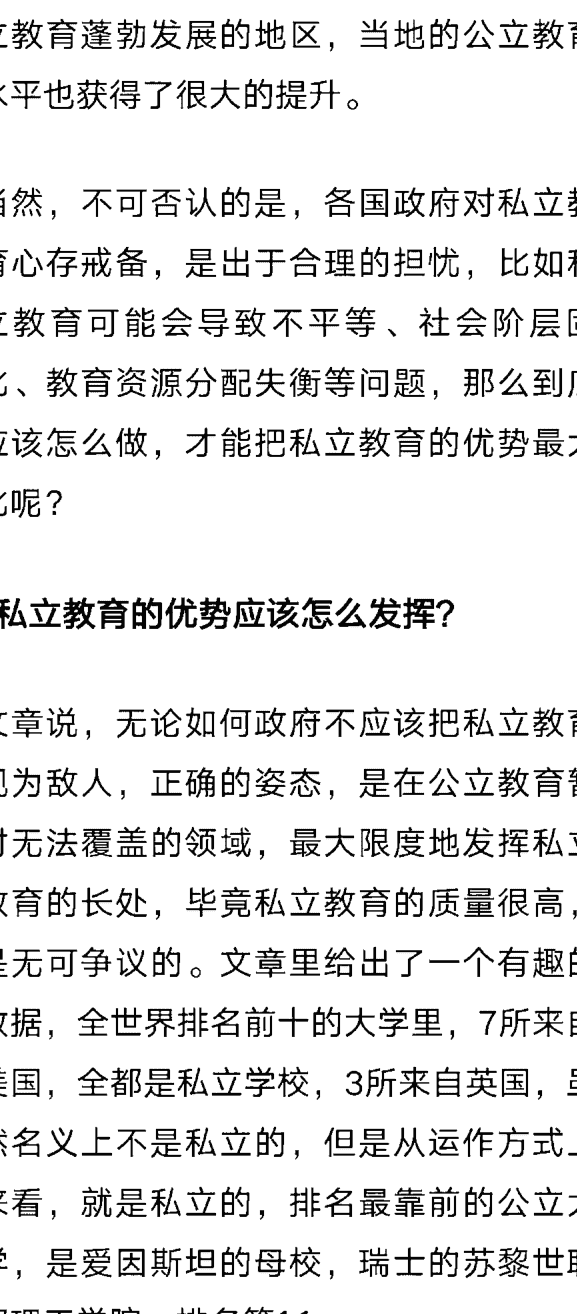 立教育蓬勃发展的地区，当地的公立教育
水平也获得了很大的提升。
当然，不可否认的是，各国政府对私立教
育心存戒备，是出于合理的担忧，比如私
立教育可能会导致不平等、社会阶层固
化、教育资源分配失衡等问题，那么到底
应该怎么做，才能把私立教育的优势最大
化呢？
私立教育的优势应该怎么发挥？
文章说，无论如何政府不应该把私立教育
视为敌人，正确的姿态，是在公立教育暂
时无法覆盖的领域，最大限度地发挥私立
教育的长处，毕竟私立教育的质量很高，
是无可争议的。文章里给出了一个有趣的
数据，全世界排名前十的大学里，7所来自
美国，全都是私立学校，3所来自英国，虽
然名义上不是私立的，但是从运作方式上
来看，就是私立的，排名最靠前的公立大
学，是爱因斯坦的母校，瑞士的苏黎世联